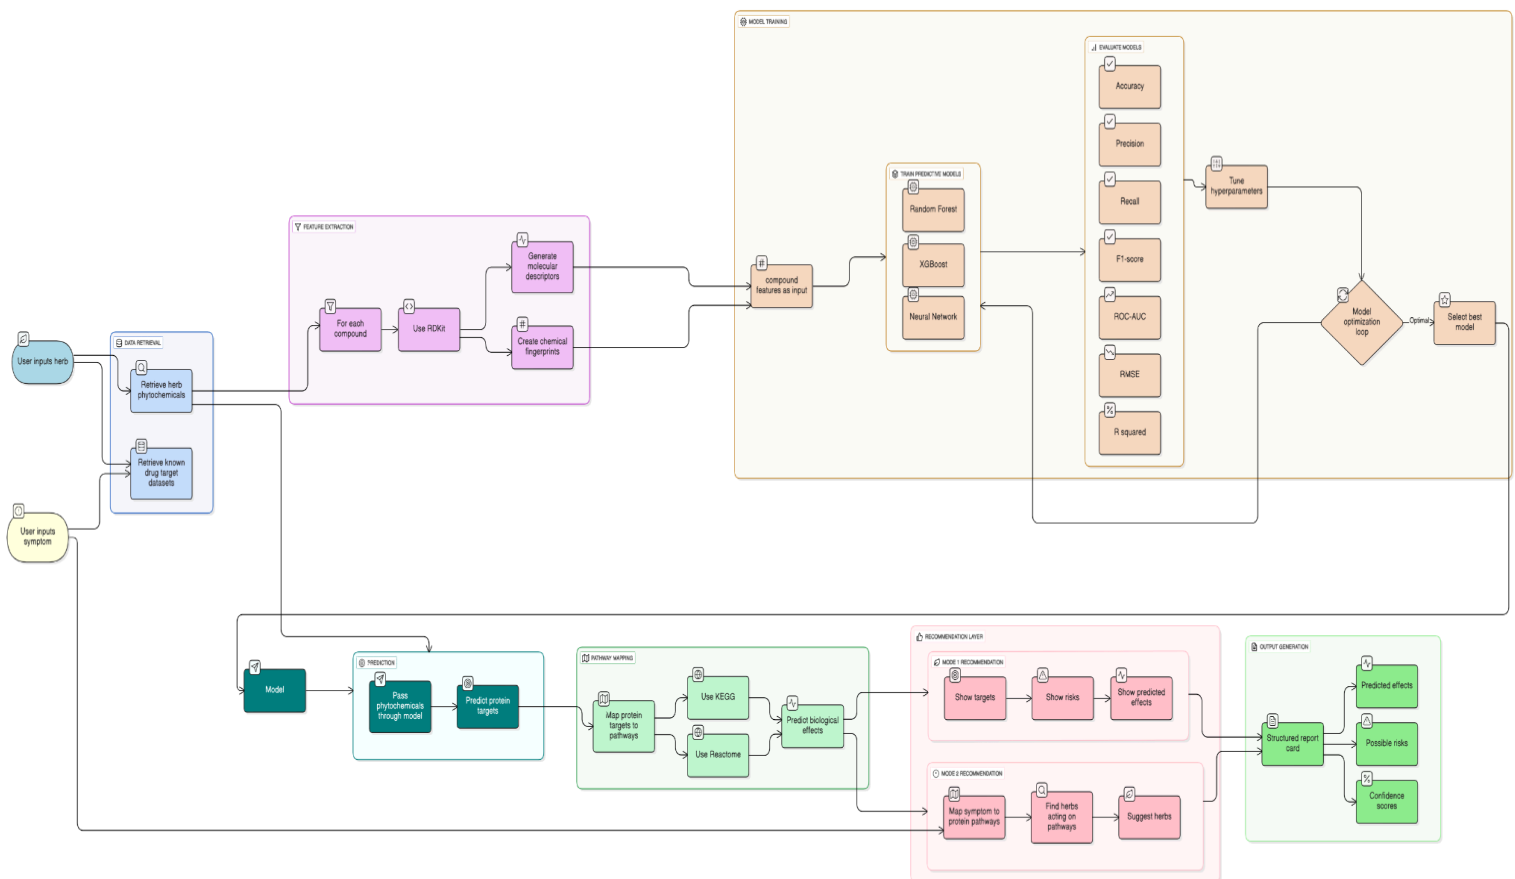 MODEL TRAINING
EVALUATE MODELS
Accuracy
Precision
Recall
F1-score
ROC-AUC
RMSE
R squared
Tune
hyperparameters
TRAIN PREDICTIVE MODELS
Random Forest
XGBoost
Neural Network
compound
features as input
Model
optimization
loop
Optimal
Select best
model
FEATURE EXTRACTION
Generate
molecular
descriptors
For each
compound
Use RDKit
Create chemical
fingerprints
User inputs herb
DATA RETRIEVAL
Retrieve herb
phytochemicals
Retrieve known
drug target
datasets
User inputs
symptom
Model
PREDICTION
Pass
phytochemicals
through model
Predict protein
targets
PATHWAY MAPPING
Map protein
targets to
pathways
Use KEGG
Use Reactome
Predict biological
effects
RECOMMENDATION LAYER
MODE 1 RECOMMENDATION
Show targets
Show risks
Show predicted
effects
MODE 2 RECOMMENDATION
Map symptom to
protein pathways
Find herbs
acting on
pathways
Suggest herbs
OUTPUT GENERATION
Structured report
card
Predicted effects
Possible risks
Confidence
scores